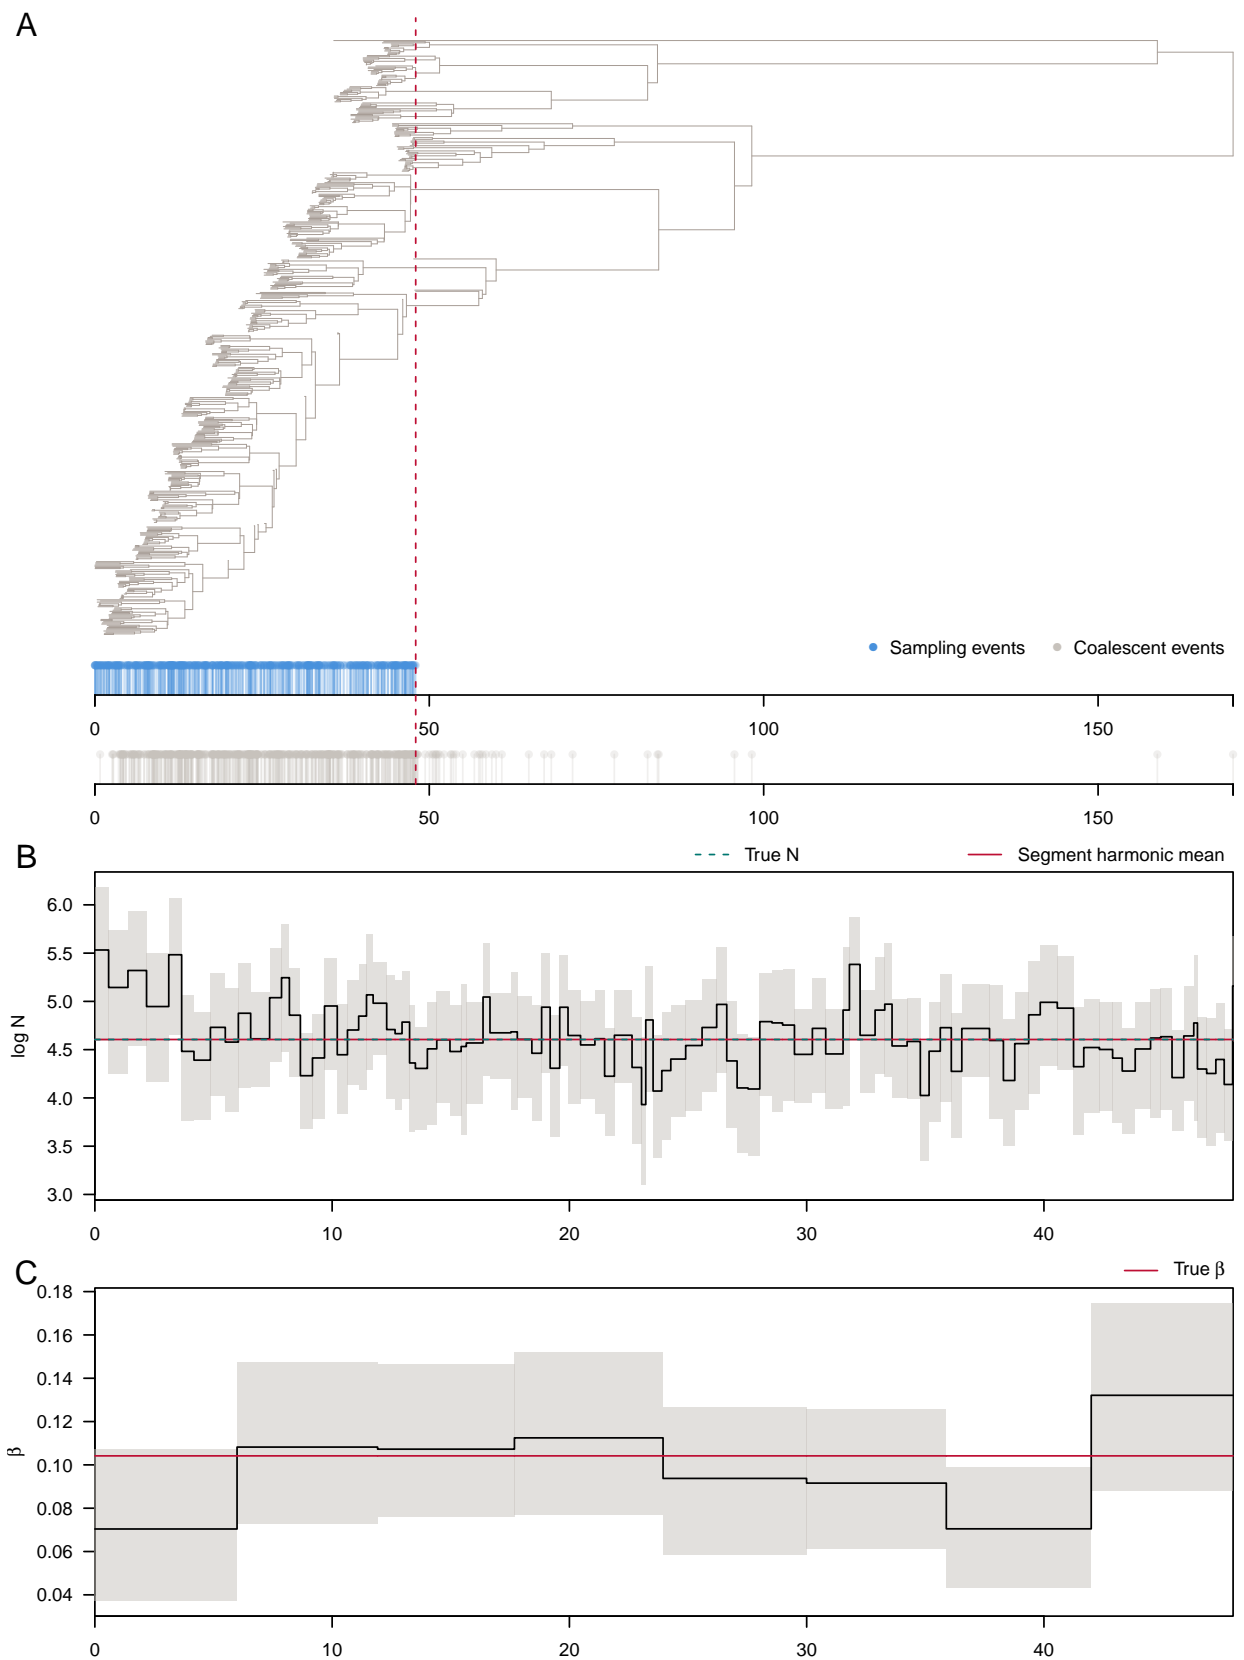 A
Sampling events Coalescent events
0 50 100 150
0 50 100 150
B
True N Segment harmonic mean
log N
6.0
5.5
5.0
4.5
4.0
3.5
3.0
0 10 20 30 40
C
True β
β
0.18
0.16
0.14
0.12
0.10
0.08
0.06
0.04
0 10 20 30 40